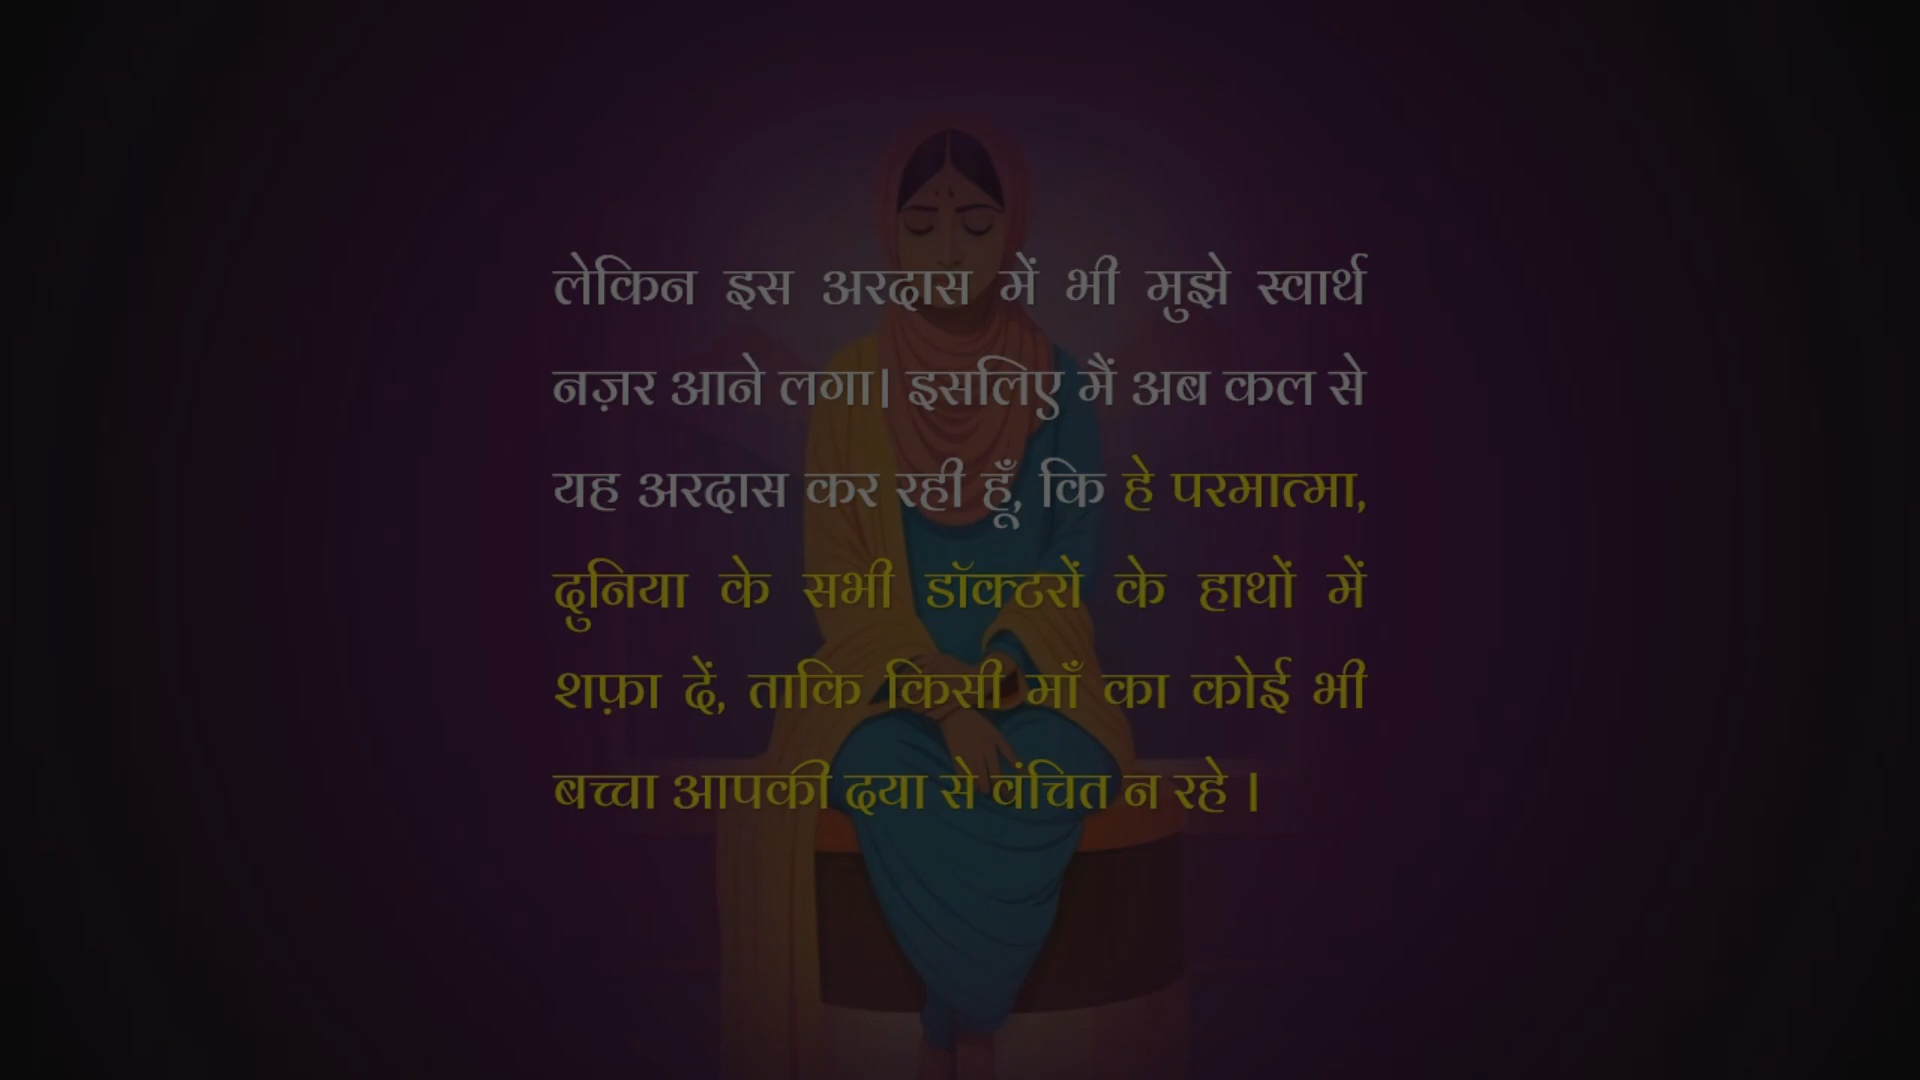 लेकिन इस अरदास में भी मुझे स्वार्थ
नज़र आने लगा। इसलिए मैं अब कल से
यह अरदास कर रही हूँ, कि हे परमात्मा,
दुनिया के सभी डॉक्टरों के हाथों में
शफ़ा दें, ताकि किसी माँ का कोई भी
बच्चा आपकी दया से वंचित न रहे ।